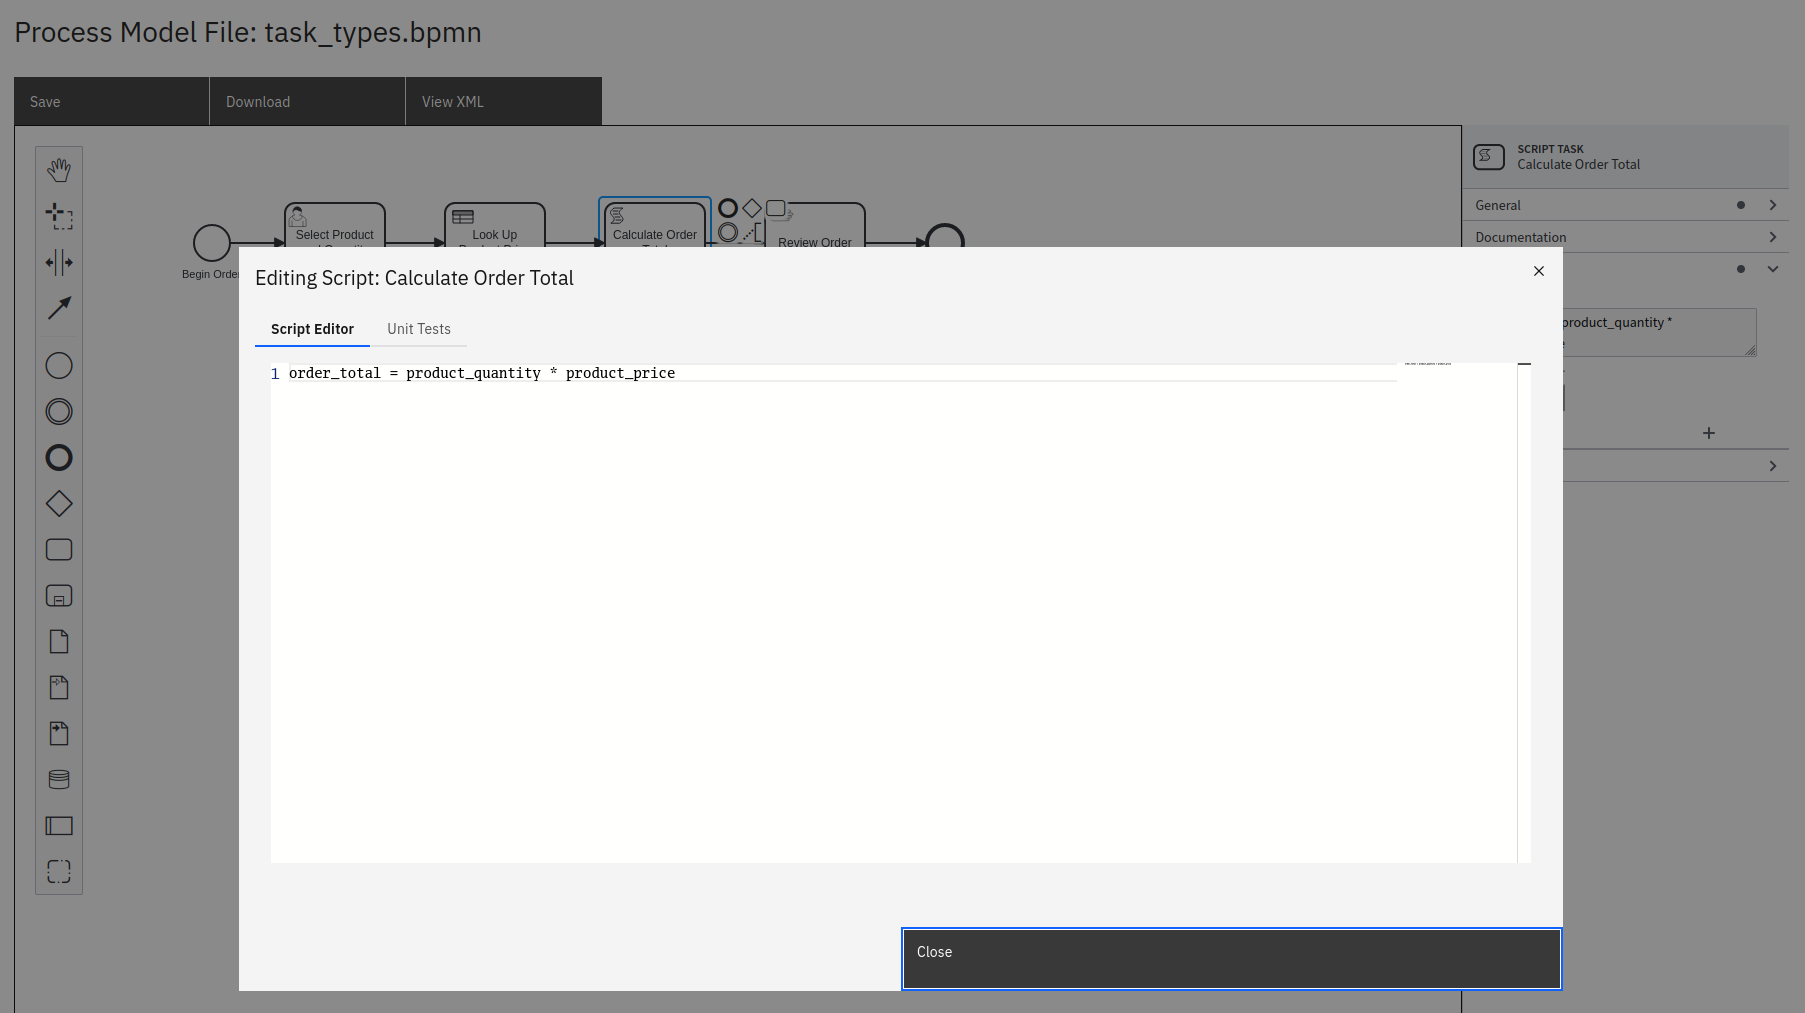 Process Model File: task_types.bpmn
Save
Download
View XML
SCRIPT TASK
Calculate Order Total
General
Documentation
Select Product
Look Up
Calculate Order
Review Order
Begin Order
product_quantity *
Editing Script: Calculate Order Total
Script Editor
Unit Tests
1 order_total = product_quantity * product_price
Close